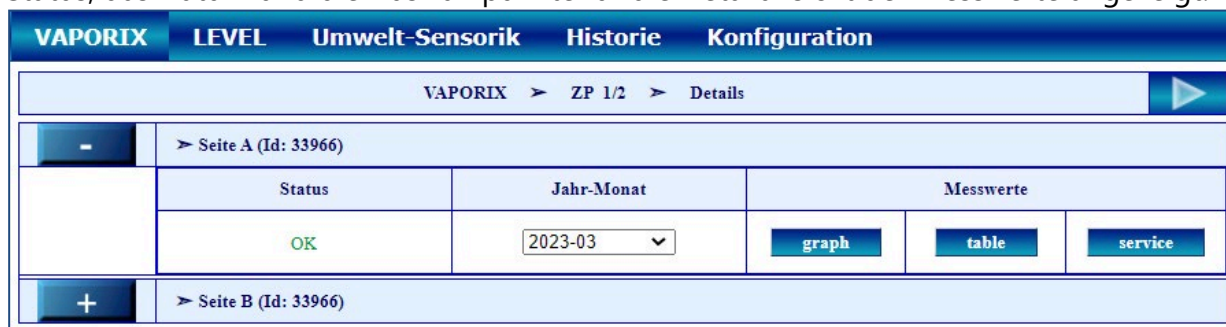 VAPORIX LEVEL Umwelt-Sensorik Historie Konfiguration
VAPORIX ➢ ZP 1/2 ➢ Details
- ➢ Seite A (Id: 33966)
Status Jahr-Monat Messwerte
OK 2023-03 graph table service
+ ➢ Seite B (Id: 33966)